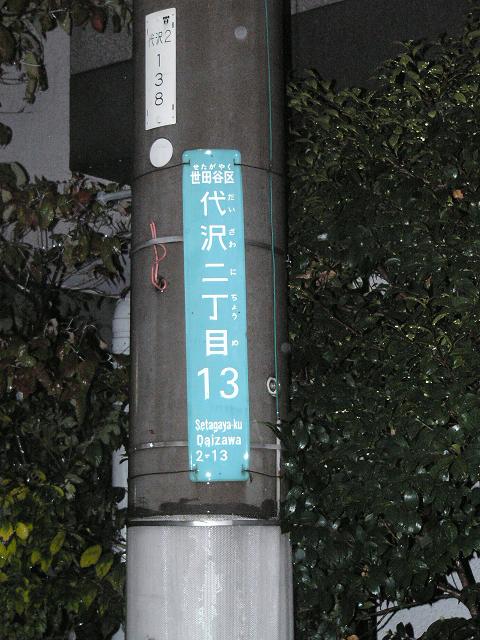 代沢2
138
せたがやく
世田谷区
代沢二丁目
だいざわにちょうめ
13
Setagaya-ku
Daizawa
2-13